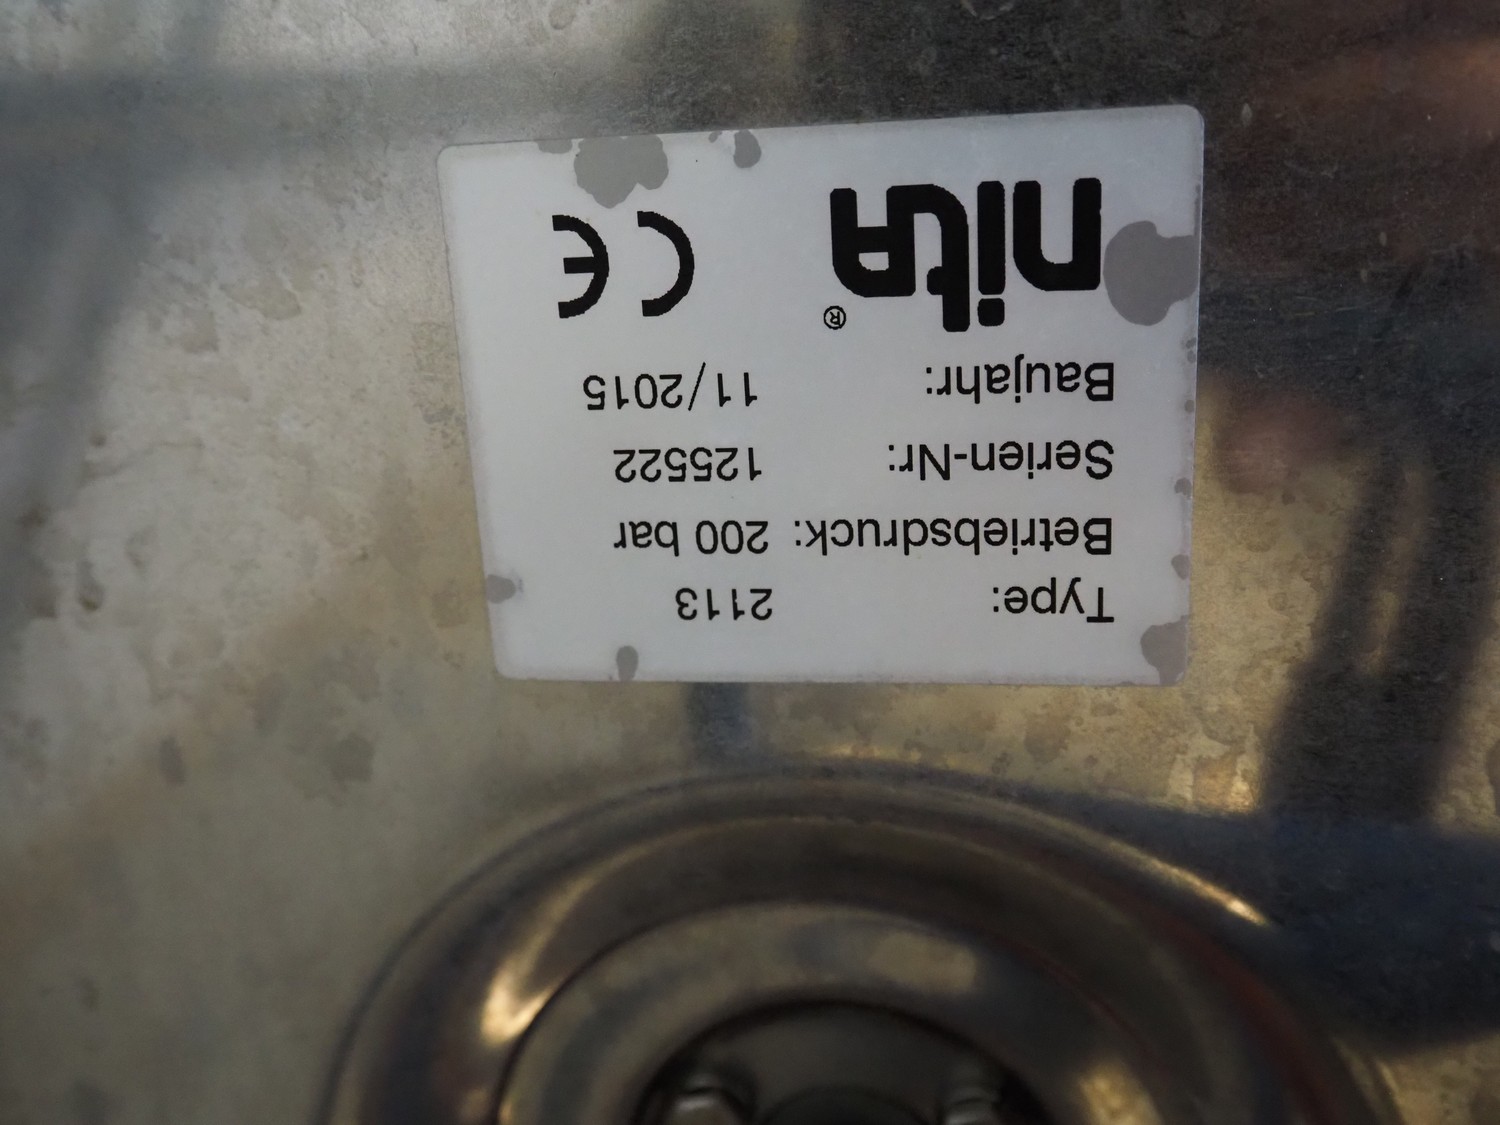 Type: 2113
Betriebsdruck: 200 bar
Serien-Nr: 125522
Baujahr: 11/2015
nita ® CE